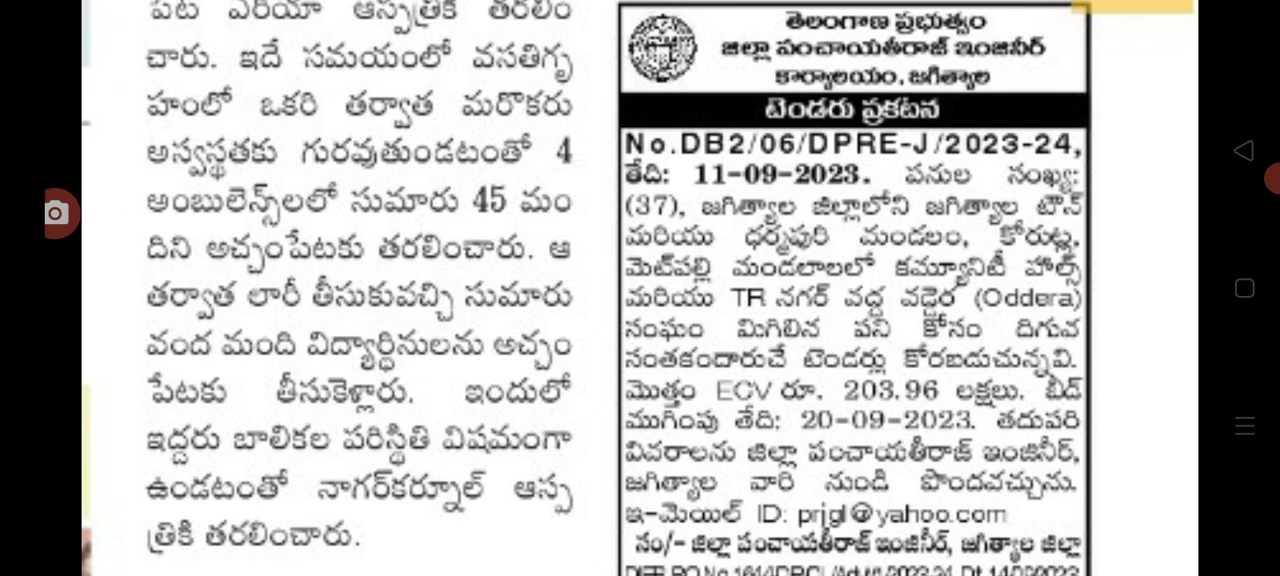 పేట ఏరియా ఆస్పత్రికి తరలిం
చారు. ఇదే సమయంలో వసతిగృ
హంలో ఒకరి తర్వాత మరొకరు
అస్వస్థతకు గురవుతుండటంతో 4
అంబులెన్స్‌లలో సుమారు 45 మం
దిని అచ్చంపేటకు తరలించారు. ఆ
తర్వాత లారీ తీసుకువచ్చి సుమారు
వంద మంది విద్యార్థినులను అచ్చం
పేటకు తీసుకెళ్లారు. ఇందులో
ఇద్దరు బాలికల పరిస్థితి విషమంగా
ఉండటంతో నాగర్‌కర్నూల్ ఆస్ప
త్రికి తరలించారు.
తెలంగాణ ప్రభుత్వం
జిల్లా పంచాయతీరాజ్ ఇంజినీర్
కార్యాలయం, జగిత్యాల
టెండరు ప్రకటన
No.DB2/06/DPRE-J/2023-24,
తేది: 11-09-2023. పనుల సంఖ్య:
(37), జగిత్యాల జిల్లాలోని జగిత్యాల టౌన్
మరియు ధర్మపురి మండలం, కోరుట్ల,
మెట్‌పల్లి మండలాలలో కమ్యూనిటీ హాల్స్
మరియు TR నగర్ వద్ద వడ్డెర (Oddera)
సంఘం మిగిలిన పని కోసం దిగువ
సంతకందారుచే టెండర్లు కోరబడుచున్నవి.
మొత్తం ECV రూ. 203.96 లక్షలు. బిడ్
ముగింపు తేది: 20-09-2023. తదుపరి
వివరాలను జిల్లా పంచాయతీరాజ్ ఇంజినీర్,
జగిత్యాల వారి నుండి పొందవచ్చును.
ఇ-మెయిల్ ID: prjgl@yahoo.com
సం/- జిల్లా పంచాయతీరాజ్ ఇంజినీర్, జగిత్యాల జిల్లా